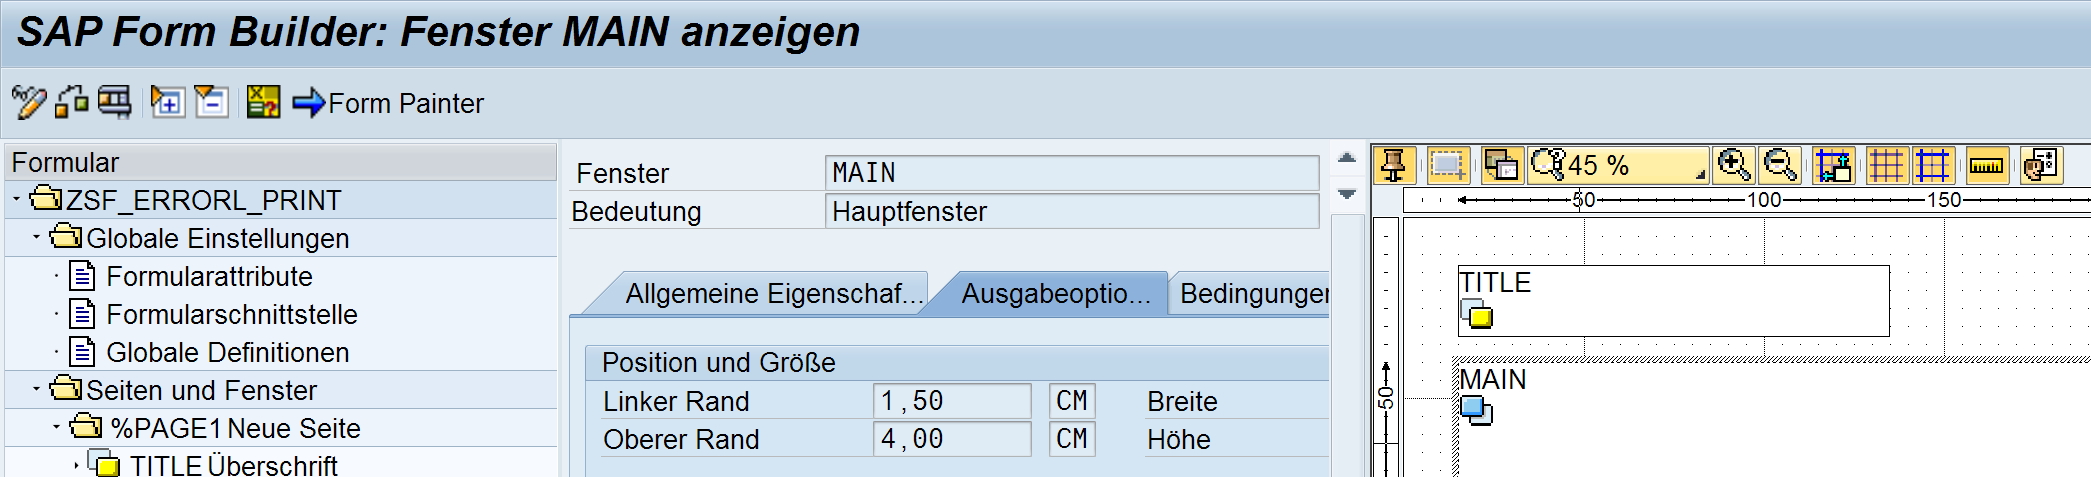 SAP Form Builder: Fenster MAIN anzeigen
Form Painter
Formular
ZSF_ERRORL_PRINT
Globale Einstellungen
Formularattribute
Formularschnittstelle
Globale Definitionen
Seiten und Fenster
%PAGE1 Neue Seite
TITLE Überschrift
Fenster MAIN
Bedeutung Hauptfenster
Allgemeine Eigenschaf... Ausgabeoptio... Bedingungen
Position und Größe
Linker Rand 1,50 CM Breite
Oberer Rand 4,00 CM Höhe
45 %
50 100 150
TITLE
50
MAIN